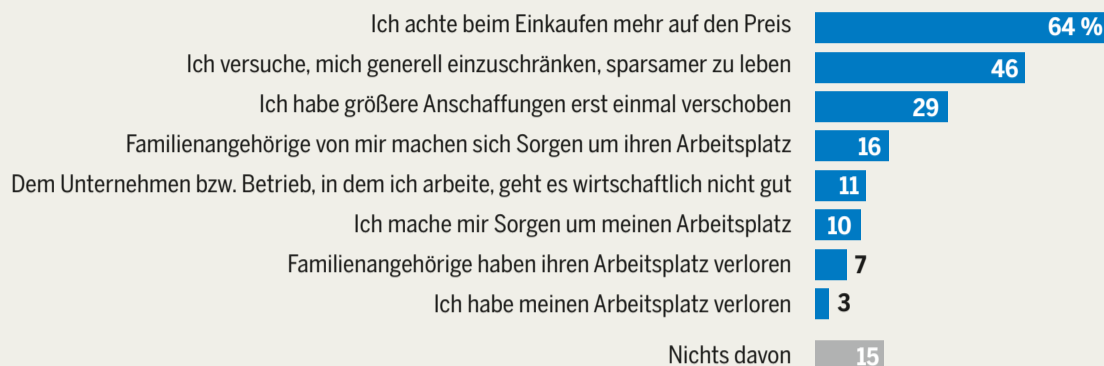 Ich achte beim Einkaufen mehr auf den Preis 64 %
Ich versuche, mich generell einzuschränken, sparsamer zu leben 46
Ich habe größere Anschaffungen erst einmal verschoben 29
Familienangehörige von mir machen sich Sorgen um ihren Arbeitsplatz 16
Dem Unternehmen bzw. Betrieb, in dem ich arbeite, geht es wirtschaftlich nicht gut 11
Ich mache mir Sorgen um meinen Arbeitsplatz 10
Familienangehörige haben ihren Arbeitsplatz verloren 7
Ich habe meinen Arbeitsplatz verloren 3
Nichts davon 15